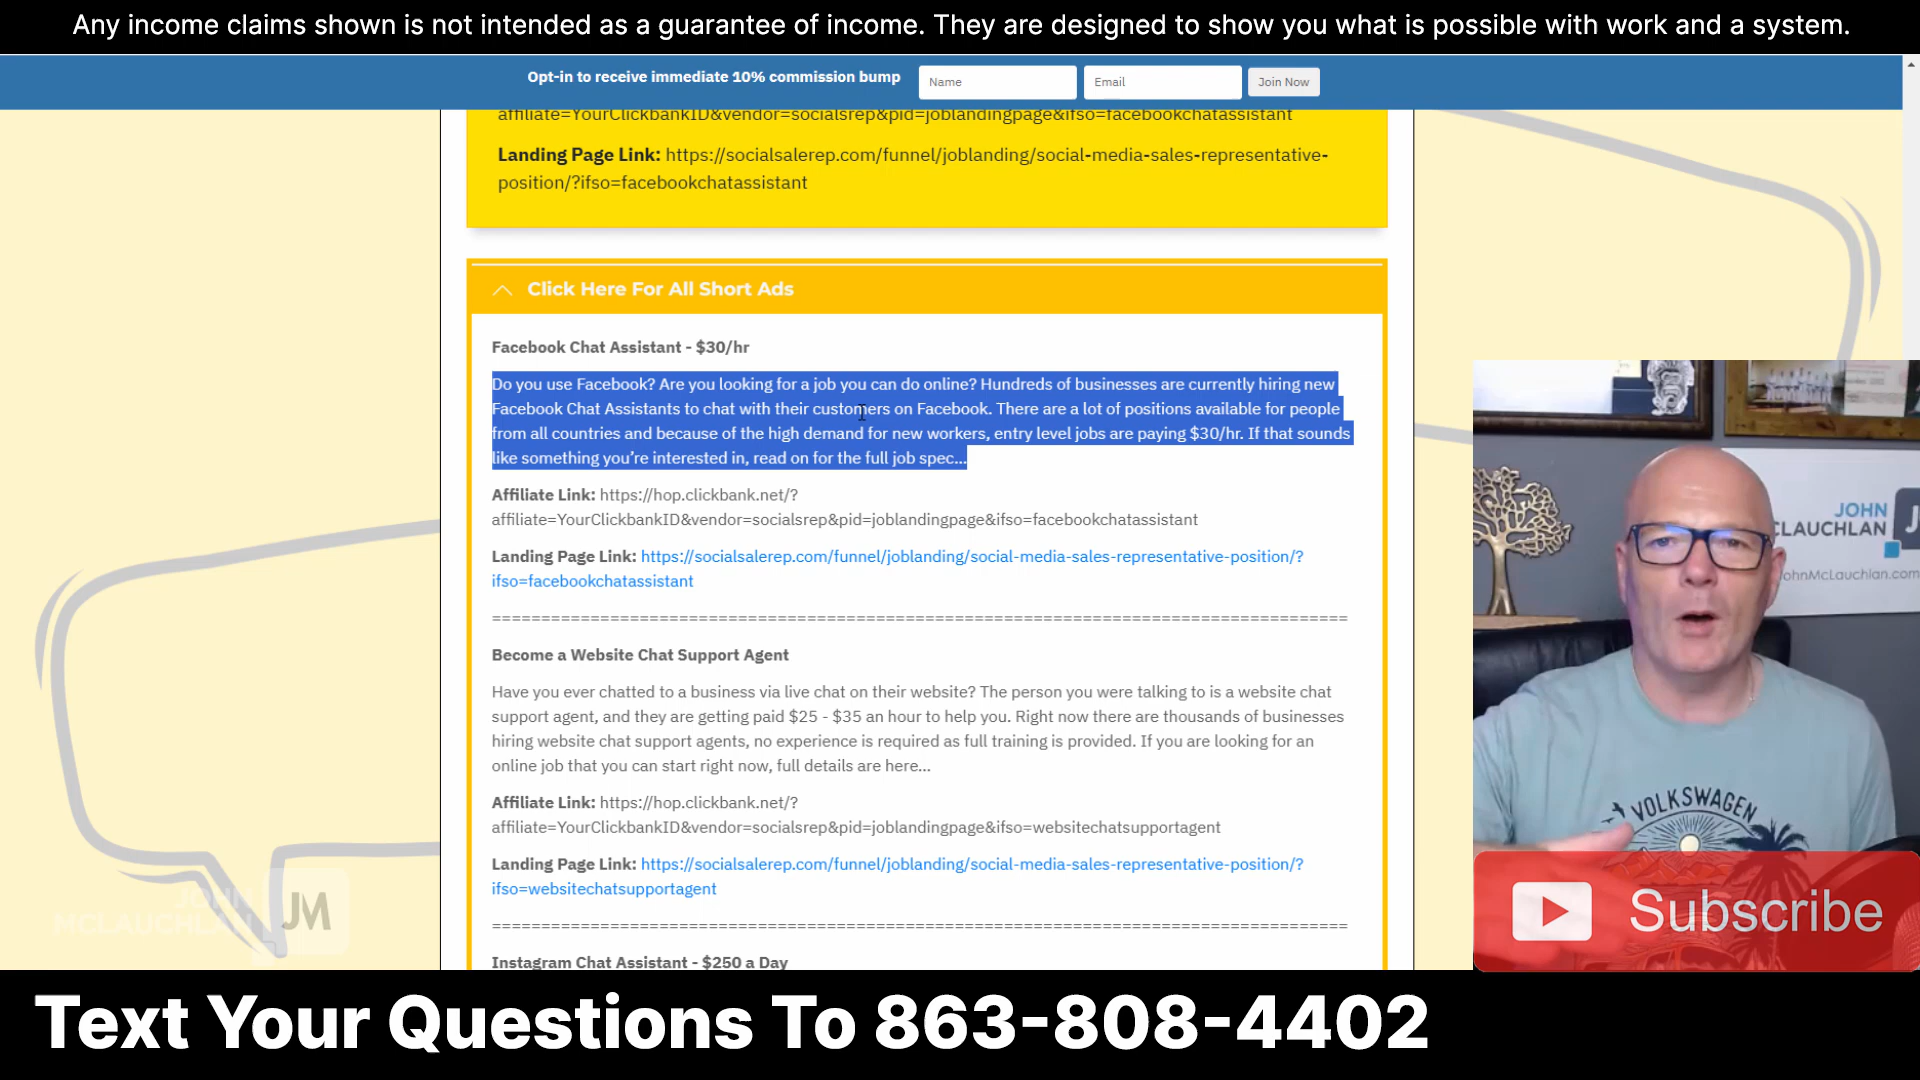 Any income claims shown is not intended as a guarantee of income. They are designed to show you what is possible with work and a system.
Opt-in to receive immediate 10% commission bump
Name
Email
Join Now
affiliate=YourClickbankID&vendor=socialsrep&pid=joblandingpage&ifso=facebookchatassistant
Landing Page Link: https://socialsalerep.com/funnel/joblanding/social-media-sales-representative-
position/?ifso=facebookchatassistant
Click Here For All Short Ads
Facebook Chat Assistant - $30/hr
Do you use Facebook? Are you looking for a job you can do online? Hundreds of businesses are currently hiring new
Facebook Chat Assistants to chat with their customers on Facebook. There are a lot of positions available for people
from all countries and because of the high demand for new workers, entry level jobs are paying $30/hr. If that sounds
like something you're interested in, read on for the full job spec...
Affiliate Link: https://hop.clickbank.net/?
affiliate=YourClickbankID&vendor=socialsrep&pid=joblandingpage&ifso=facebookchatassistant
Landing Page Link: https://socialsalerep.com/funnel/joblanding/social-media-sales-representative-position/?
ifso=facebookchatassistant
=====================================================================================
Become a Website Chat Support Agent
Have you ever chatted to a business via live chat on their website? The person you were talking to is a website chat
support agent, and they are getting paid $25 - $35 an hour to help you. Right now there are thousands of businesses
hiring website chat support agents, no experience is required as full training is provided. If you are looking for an
online job that you can start right now, full details are here...
Affiliate Link: https://hop.clickbank.net/?
affiliate=YourClickbankID&vendor=socialsrep&pid=joblandingpage&ifso=websitechatsupportagent
Landing Page Link: https://socialsalerep.com/funnel/joblanding/social-media-sales-representative-position/?
ifso=websitechatsupportagent
=====================================================================================
Instagram Chat Assistant - $250 a Day
JOHN
MCLAUCHLAN
JM
JOHN
CLAUCHLAN
ohnMcLauchlan.com
VOLKSWAGEN
Subscribe
Text Your Questions To 863-808-4402